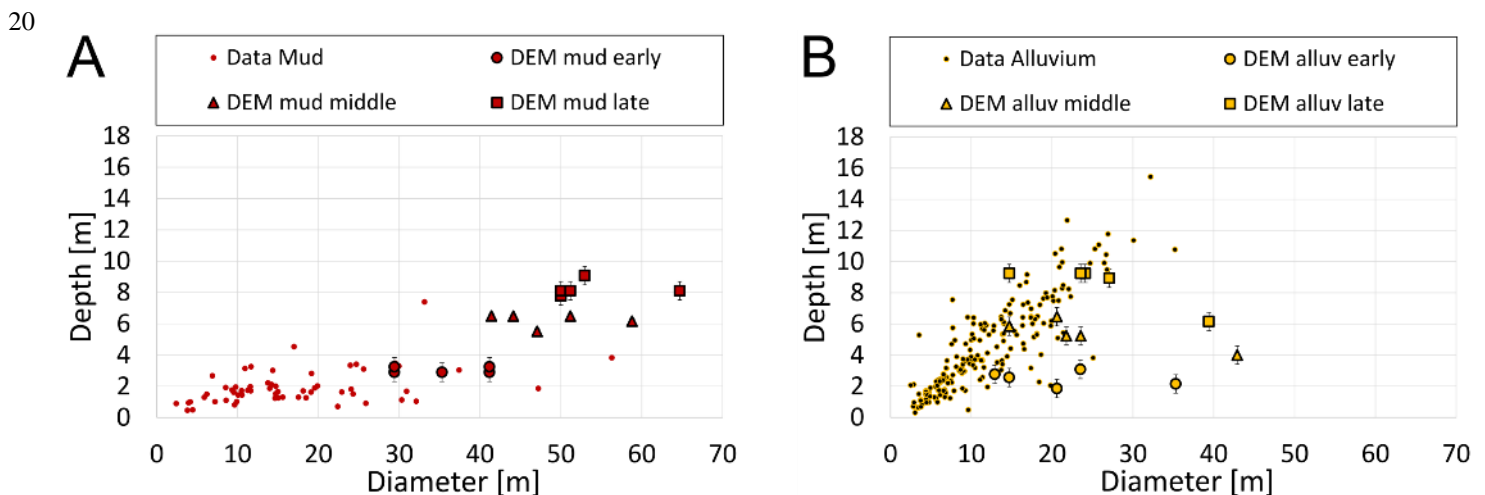 20
A
Data Mud
DEM mud early
DEM mud middle
DEM mud late
18
16
14
12
10
8
6
4
2
0
Depth [m]
0 10 20 30 40 50 60 70
Diameter [m]
B
Data Alluvium
DEM alluv early
DEM alluv middle
DEM alluv late
18
16
14
12
10
8
6
4
2
0
Depth [m]
0 10 20 30 40 50 60 70
Diameter [m]